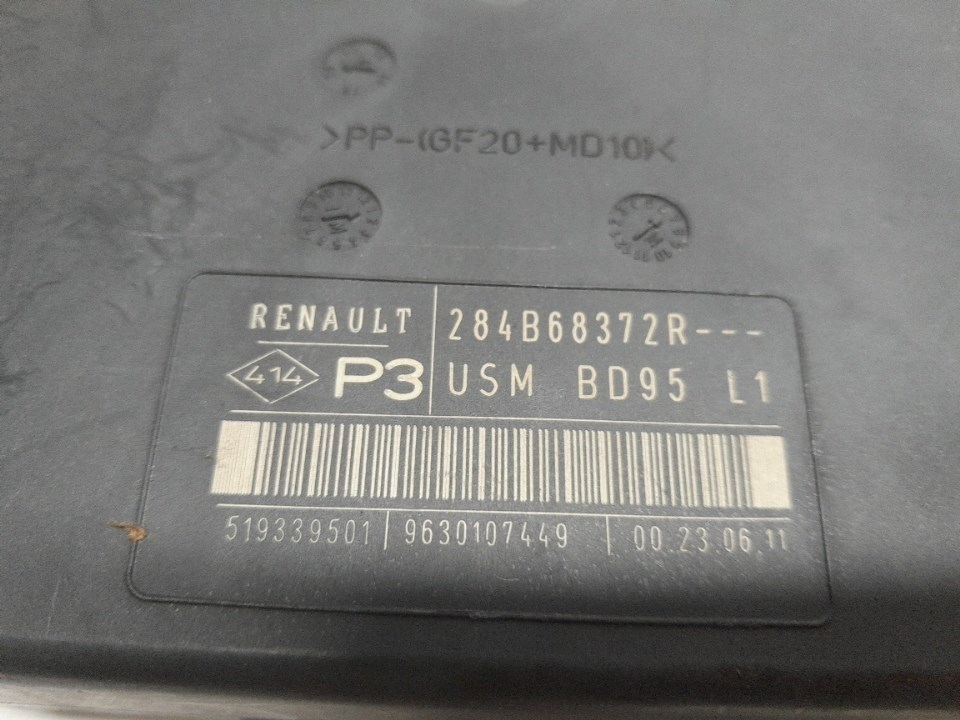 >PP-(GF20+MD10)<
RENAULT
284B68372R---
414 P3
USM BD95 L1
519339501 9630107449 00 23.06.11